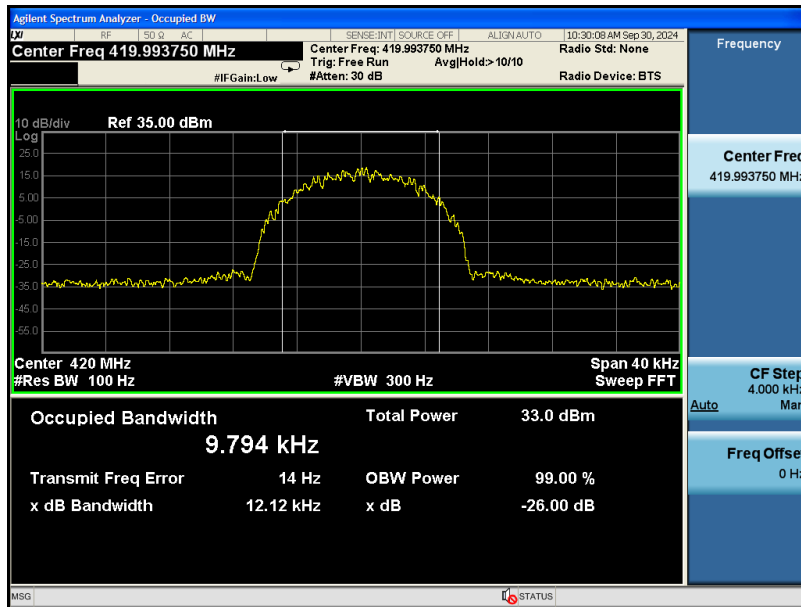 Agilent Spectrum Analyzer - Occupied BW
LXI RF 50 Ω AC SENSE:INT SOURCE OFF ALIGN AUTO 10:30:08 AM Sep 30, 2024
Center Freq 419.993750 MHz
Center Freq: 419.993750 MHz
Radio Std: None
Trig: Free Run Avg|Hold:> 10/10
#IFGain:Low
#Atten: 30 dB
Radio Device: BTS
10 dB/div Ref 35.00 dBm
Log
25.0
15.0
5.00
-5.00
-15.0
-25.0
-35.0
-45.0
-55.0
Center 420 MHz
Span 40 kHz
#Res BW 100 Hz
#VBW 300 Hz
Sweep FFT
Occupied Bandwidth
9.794 kHz
Total Power 33.0 dBm
Transmit Freq Error 14 Hz
OBW Power 99.00 %
x dB Bandwidth 12.12 kHz
x dB -26.00 dB
MSG
STATUS
Frequency
Center Freq
419.993750 MHz
CF Step
4.000 kHz
Auto Man
Freq Offset
0 Hz